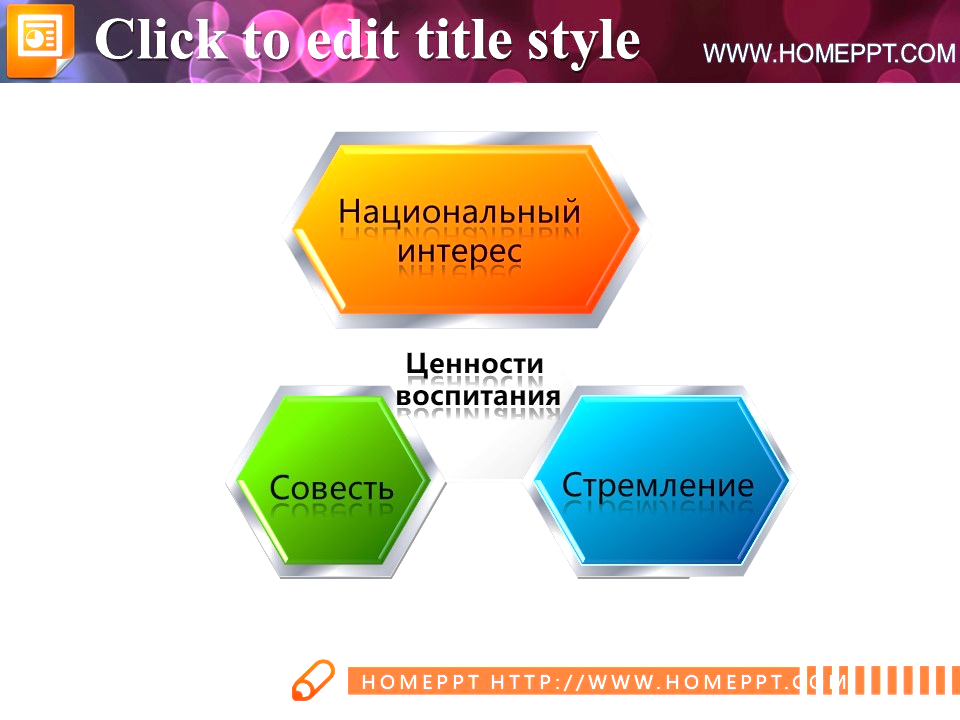 Click to edit title style
WWW.HOMEPPT.COM
Национальный
интерес
Ценности
воспитания
Совесть
Стремление
HOMEPPT HTTP://WWW.HOMEPPT.COM